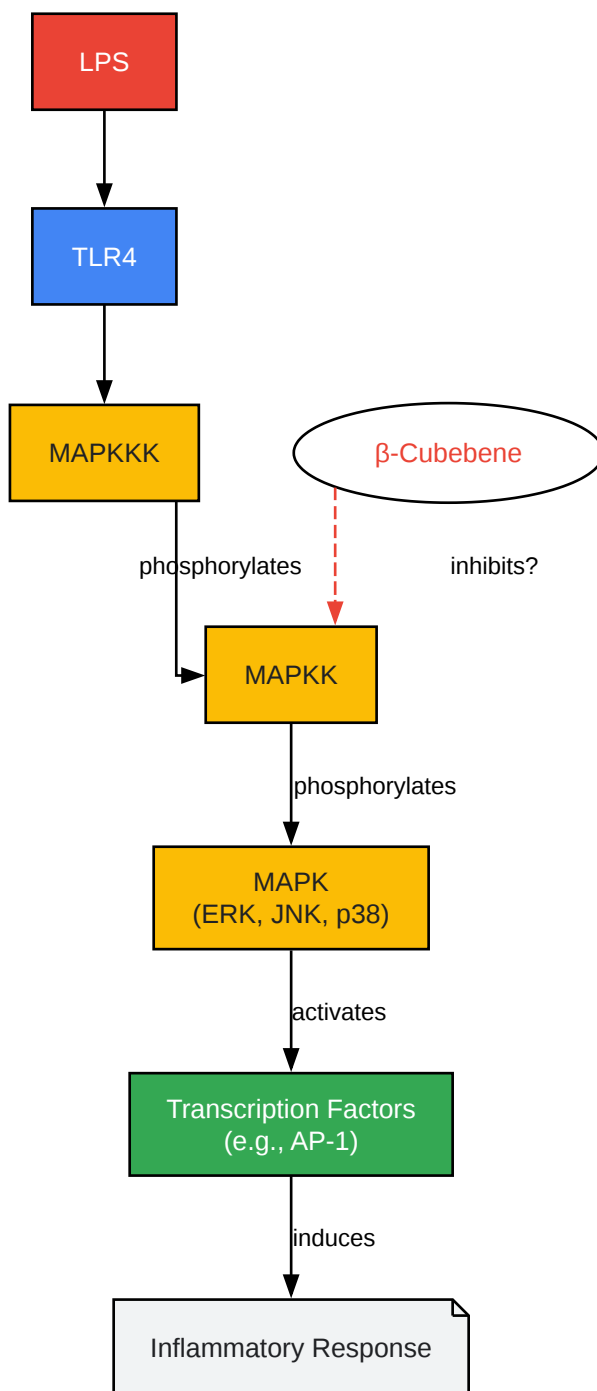 LPS
TLR4
MAPKKK
β-Cubebene
phosphorylates
inhibits?
MAPKK
phosphorylates
MAPK
(ERK, JNK, p38)
activates
Transcription Factors
(e.g., AP-1)
induces
Inflammatory Response